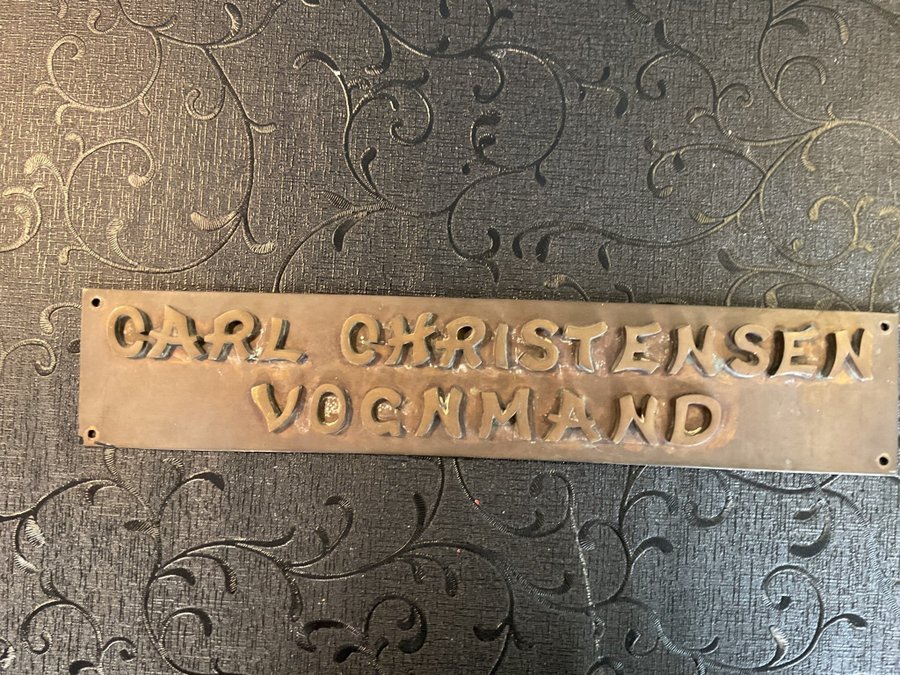 CARL CHRISTENSEN
VOGNMAND